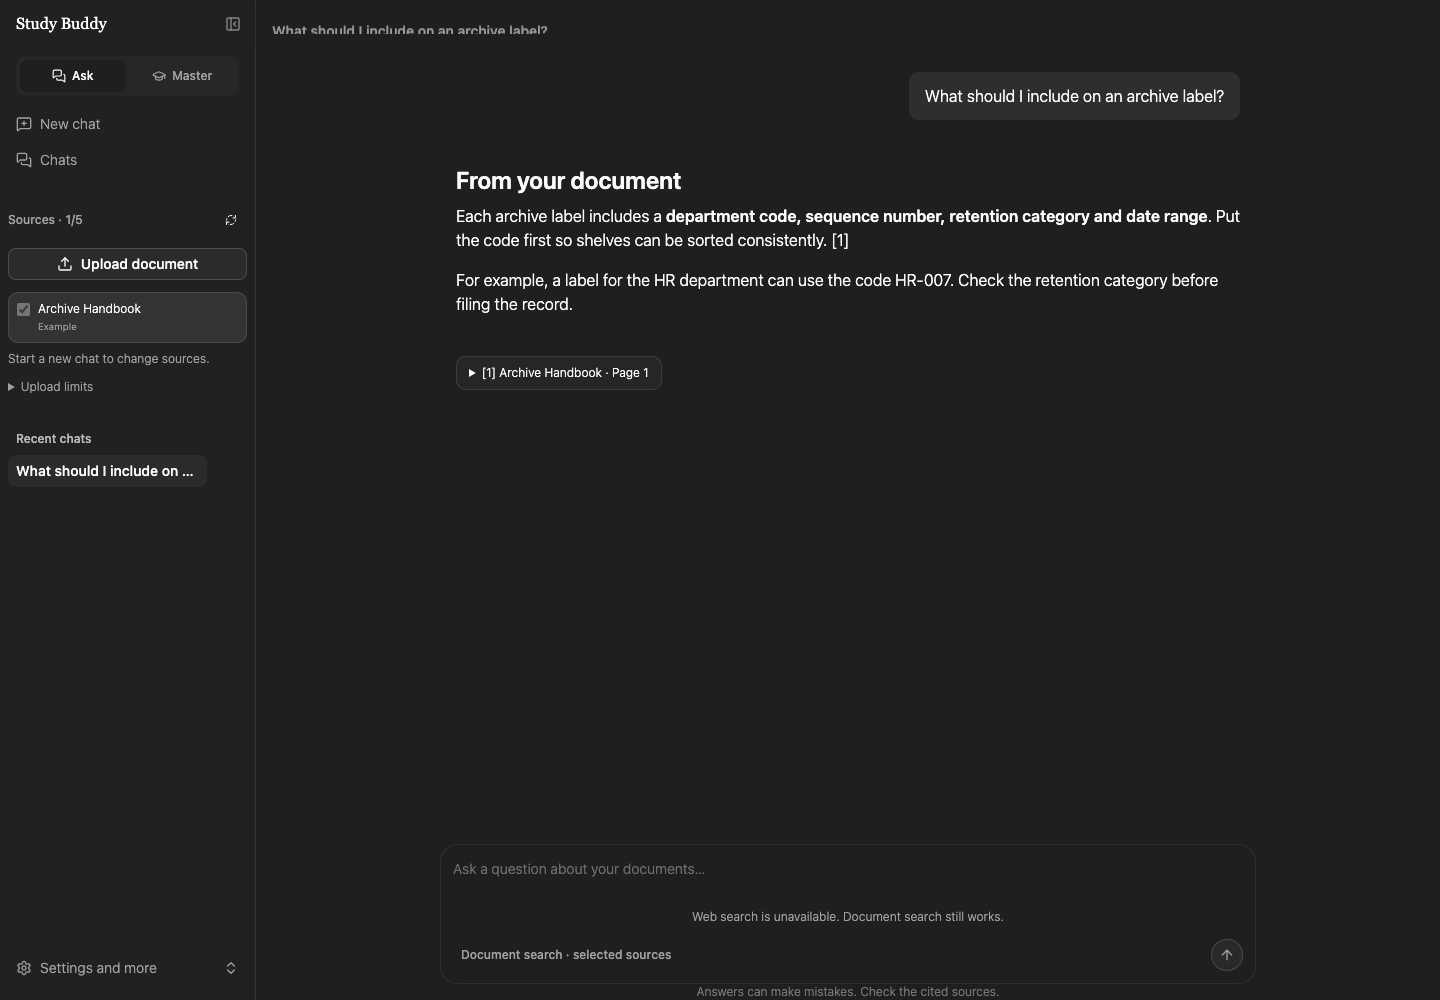 Study Buddy
Ask
Master
New chat
Chats
Sources · 1/5
Upload document
Archive Handbook
Example
Start a new chat to change sources.
Upload limits
Recent chats
What should I include on ...
Settings and more
What should I include on an archive label?
What should I include on an archive label?
From your document
Each archive label includes a department code, sequence number, retention category and date range. Put
the code first so shelves can be sorted consistently. [1]
For example, a label for the HR department can use the code HR-007. Check the retention category before
filing the record.
[1] Archive Handbook · Page 1
Ask a question about your documents...
Web search is unavailable. Document search still works.
Document search · selected sources
Answers can make mistakes. Check the cited sources.